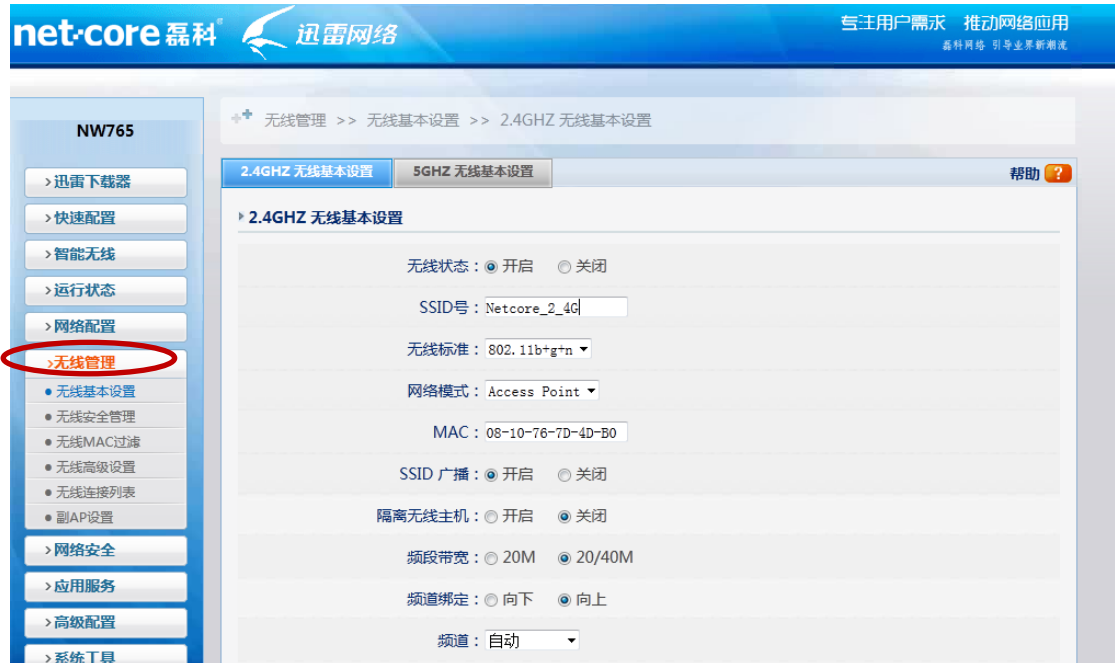 net·core 磊科 迅雷网络
专注用户需求 推动网络应用
磊科网络 引导业界新潮流
NW765
>迅雷下载器
>快速配置
>智能无线
>运行状态
>网络配置
>无线管理
● 无线基本设置
● 无线安全管理
● 无线MAC过滤
● 无线高级设置
● 无线连接列表
● 副AP设置
>网络安全
>应用服务
>高级配置
>系统工具
无线管理 >> 无线基本设置 >> 2.4GHZ 无线基本设置
2.4GHZ 无线基本设置 5GHZ 无线基本设置 帮助 ?
2.4GHZ 无线基本设置
无线状态：开启 关闭
SSID号：Netcore_2_4G
无线标准：802.11b+g+n
网络模式：Access Point
MAC：08-10-76-7D-4D-B0
SSID 广播：开启 关闭
隔离无线主机：开启 关闭
频段带宽：20M 20/40M
频道绑定：向下 向上
频道：自动